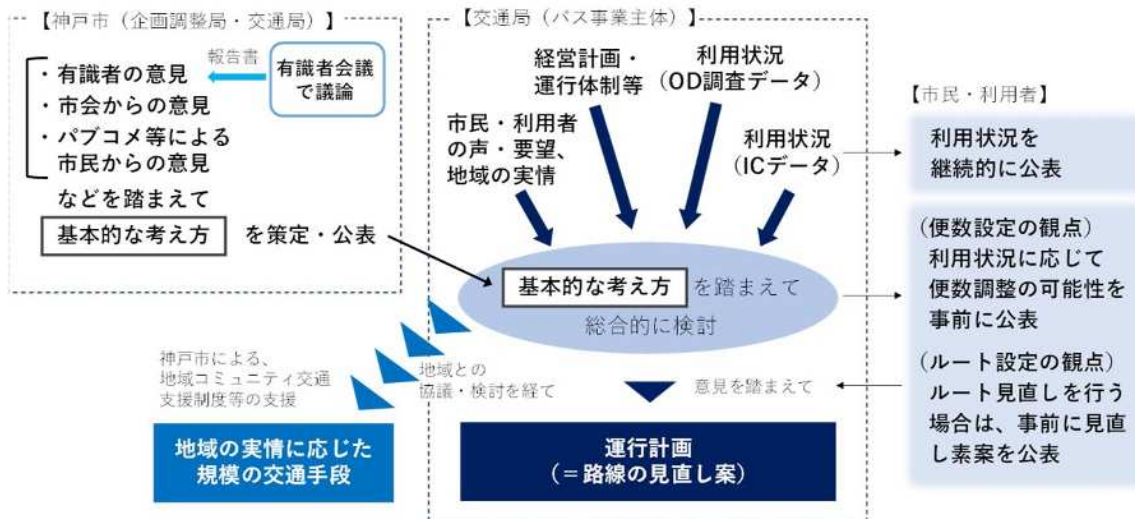 【神戸市（企画調整局・交通局）】
報告書
有識者会議
で議論
・有識者の意見
・市会からの意見
・パブコメ等による
市民からの意見
などを踏まえて
基本的な考え方 を策定・公表
【交通局（バス事業主体）】
経営計画・
運行体制等
利用状況
（OD調査データ）
市民・利用者
の声・要望、
地域の実情
利用状況
（ICデータ）
基本的な考え方 を踏まえて
総合的に検討
神戸市による、
地域コミュニティ交通
支援制度等の支援
地域との
協議・検討を経て
意見を踏まえて
地域の実情に応じた
規模の交通手段
運行計画
（＝路線の見直し案）
【市民・利用者】
利用状況を
継続的に公表
（便数設定の観点）
利用状況に応じて
便数調整の可能性を
事前に公表
（ルート設定の観点）
ルート見直しを行う
場合は、事前に見直
し素案を公表